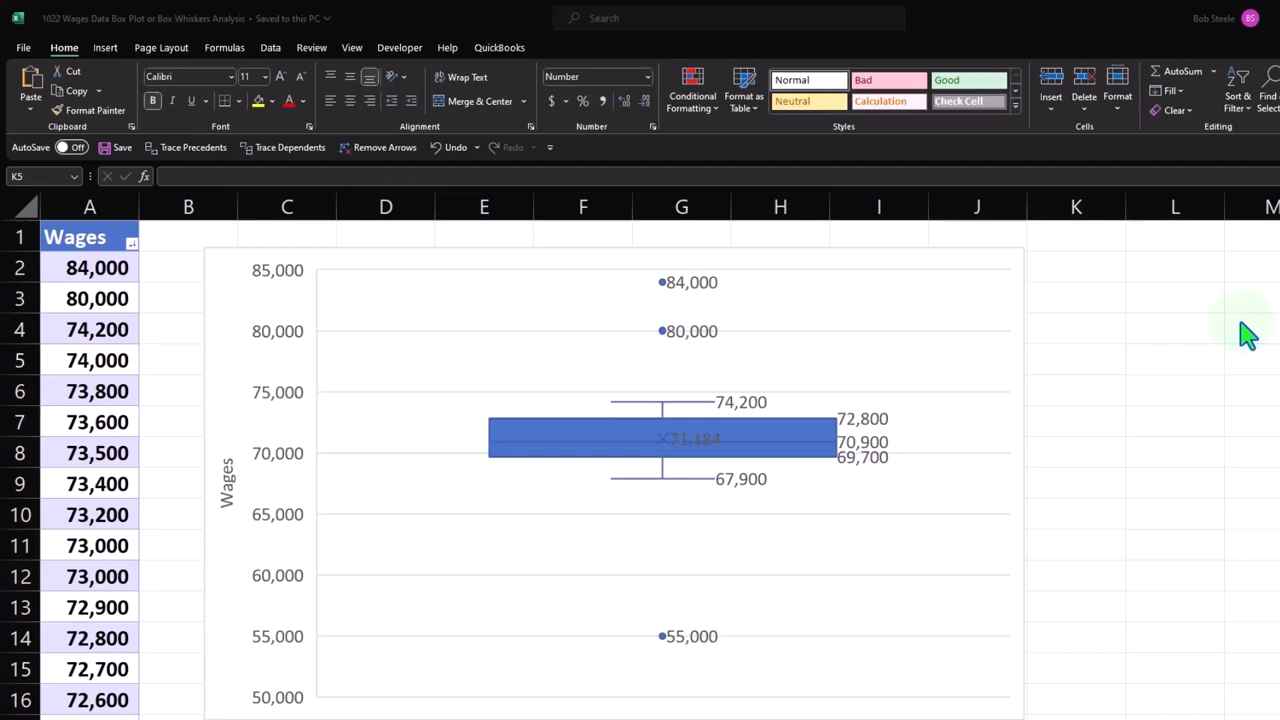 1022 Wages Data Box Plot or Box Whiskers Analysis • Saved to this PC
Search
Bob Steele BS
File Home Insert Page Layout Formulas Data Review View Developer Help QuickBooks
Paste
Cut
Copy
Format Painter
Clipboard
Calibri 11
B I U
Font
Wrap Text
Merge & Center
Alignment
Number
$ % ,
Number
Conditional Formatting
Format as Table
Normal Bad Good
Neutral Calculation Check Cell
Styles
Insert Delete Format
Cells
AutoSum
Fill
Clear
Sort & Filter
Find
Selec
Editing
AutoSave Off Save Trace Precedents Trace Dependents Remove Arrows Undo Redo
K5 fx
A B C D E F G H I J K L M
1 Wages
2 84,000
3 80,000
4 74,200
5 74,000
6 73,800
7 73,600
8 73,500
9 73,400
10 73,200
11 73,000
12 73,000
13 72,900
14 72,800
15 72,700
16 72,600
85,000
80,000
75,000
70,000
65,000
60,000
55,000
50,000
Wages
84,000
80,000
74,200
72,800
71,184
70,900
69,700
67,900
55,000